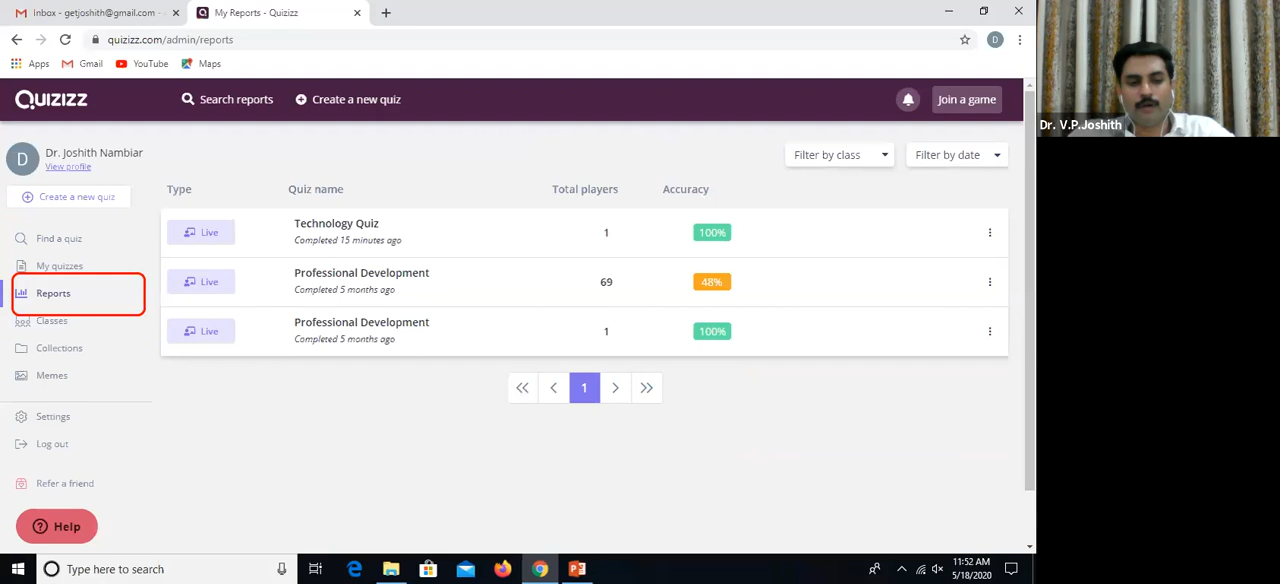 Inbox - getjoshith@gmail.com -
My Reports - Quizizz
quizizz.com/admin/reports
D
Apps
Gmail
YouTube
Maps
QUIZIZZ
Search reports
Create a new quiz
Join a game
Dr. V.P.Joshith
D
Dr. Joshith Nambiar
View profile
Filter by class
Filter by date
Create a new quiz
Type
Quiz name
Total players
Accuracy
Find a quiz
My quizzes
Reports
Classes
Collections
Memes
Settings
Log out
Refer a friend
Help
Live
Technology Quiz
Completed 15 minutes ago
1
100%
Live
Professional Development
Completed 5 months ago
69
48%
Live
Professional Development
Completed 5 months ago
1
100%
1
Type here to search
11:52 AM
5/18/2020